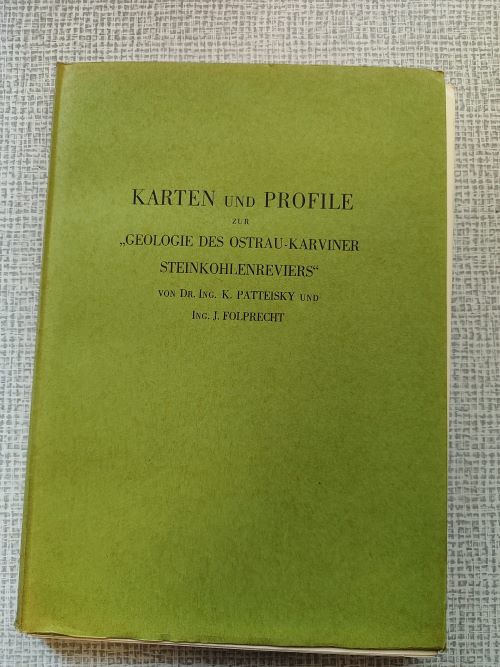 KARTEN UND PROFILE
ZUR
„GEOLOGIE DES OSTRAU-KARVINER
STEINKOHLENREVIERS“
VON DR. ING. K. PATTEISKY UND
ING. J. FOLPRECHT